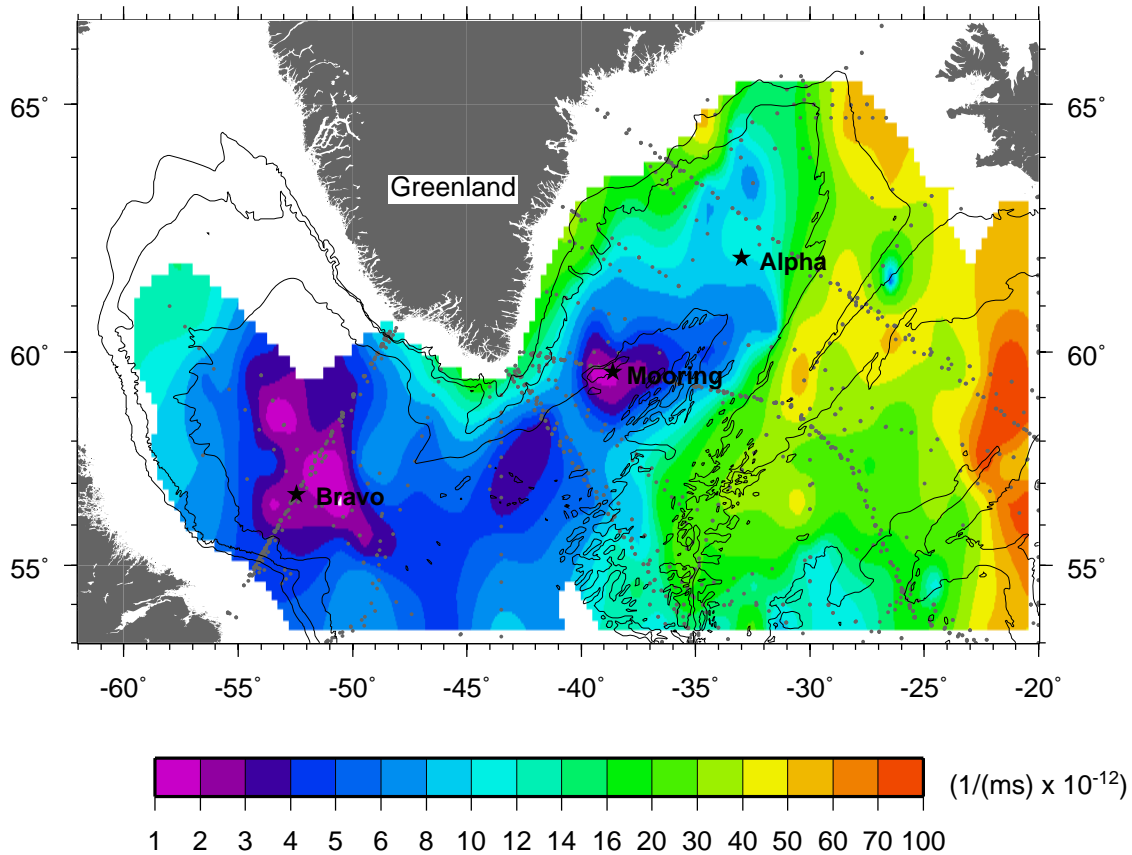 65˚ 65˚
Greenland
Alpha
60˚ 60˚
Mooring
Bravo
55˚ 55˚
-60˚ -55˚ -50˚ -45˚ -40˚ -35˚ -30˚ -25˚ -20˚
(1/(ms) x 10-12)
1 2 3 4 5 6 8 10 12 14 16 20 30 40 50 60 70 100